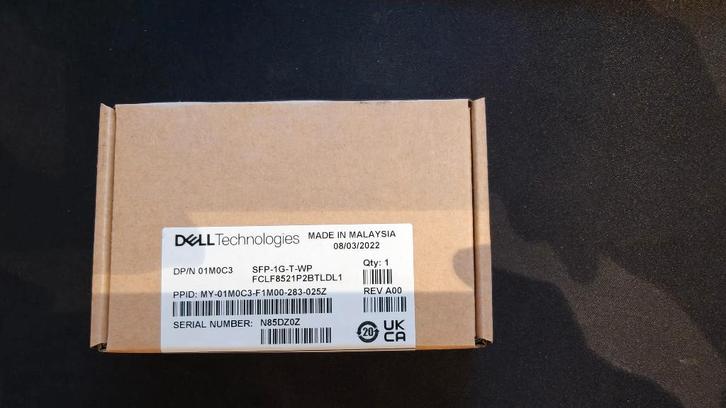 DELL Technologies MADE IN MALAYSIA
08/03/2022
DP/N 01M0C3 SFP-1G-T-WP Qty: 1
FCLF8521P2BTLDL1
PPID: MY-01M0C3-F1M00-283-025Z REV A00
SERIAL NUMBER: N85DZ0Z
20 UK
CA